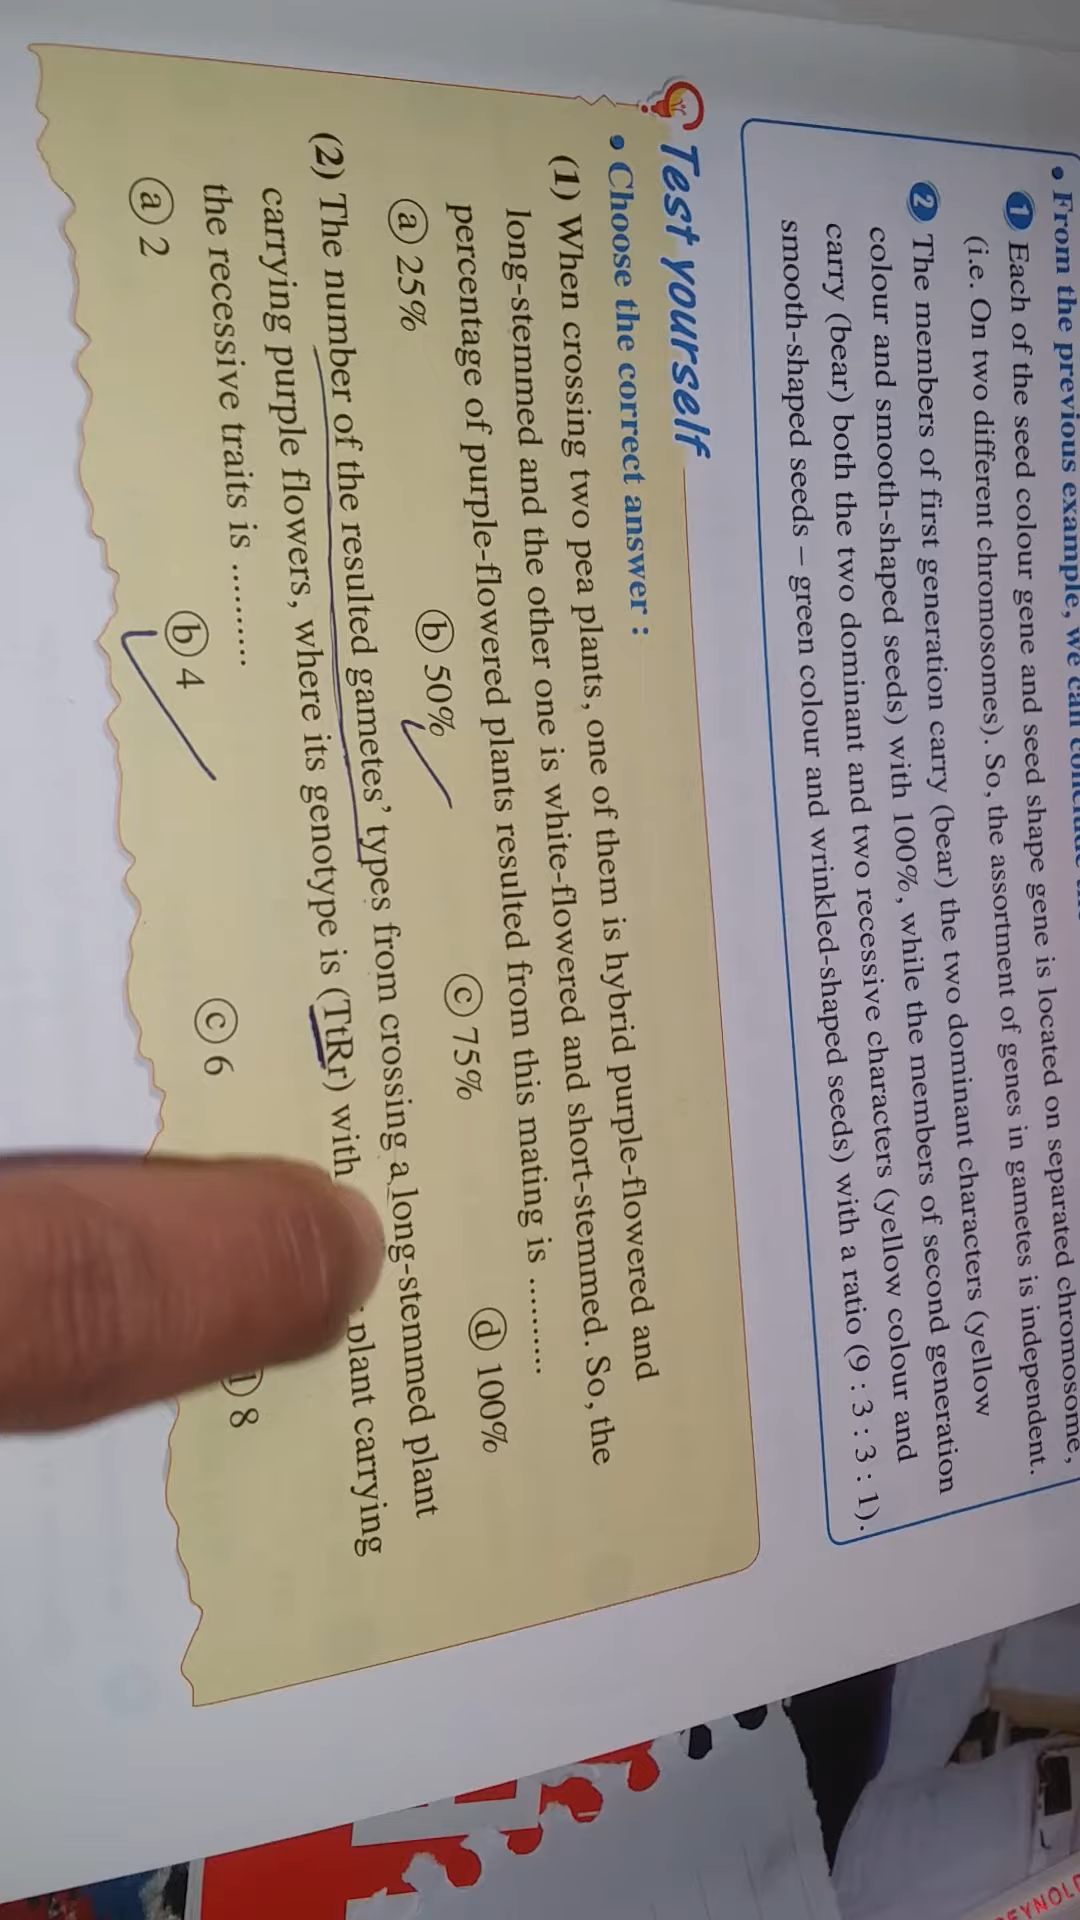 • From the previous example, we can conclude
1 Each of the seed colour gene and seed shape gene is located on separated chromosome,
(i.e. On two different chromosomes). So, the assortment of genes in gametes is independent.
2 The members of first generation carry (bear) the two dominant characters (yellow
colour and smooth-shaped seeds) with 100%, while the members of second generation
carry (bear) both the two dominant and two recessive characters (yellow colour and
smooth-shaped seeds – green colour and wrinkled-shaped seeds) with a ratio (9 : 3 : 3 : 1).
Test yourself
• Choose the correct answer :
(1) When crossing two pea plants, one of them is hybrid purple-flowered and
long-stemmed and the other one is white-flowered and short-stemmed. So, the
percentage of purple-flowered plants resulted from this mating is .........
a 25% b 50% c 75% d 100%
(2) The number of the resulted gametes' types from crossing a long-stemmed plant
carrying purple flowers, where its genotype is (TtRr) with plant carrying
the recessive traits is .........
a 2 b 4 c 6 d 8